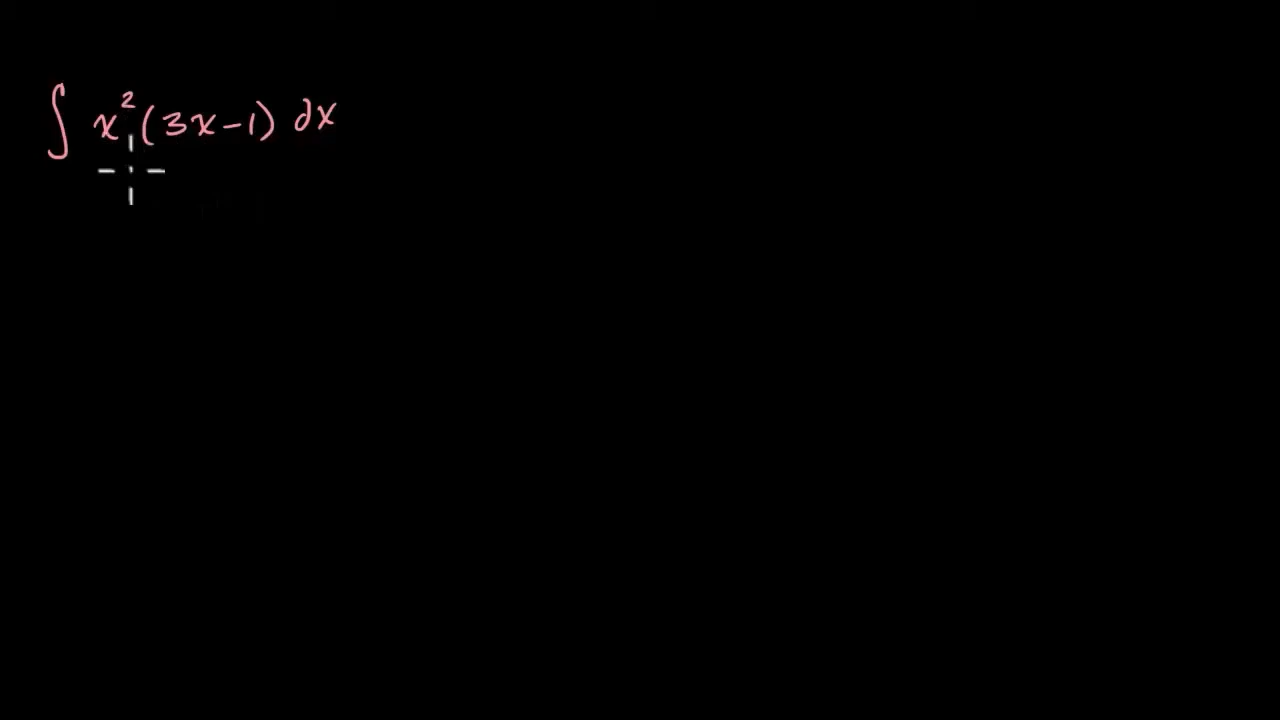 ∫ x²(3x-1) dx